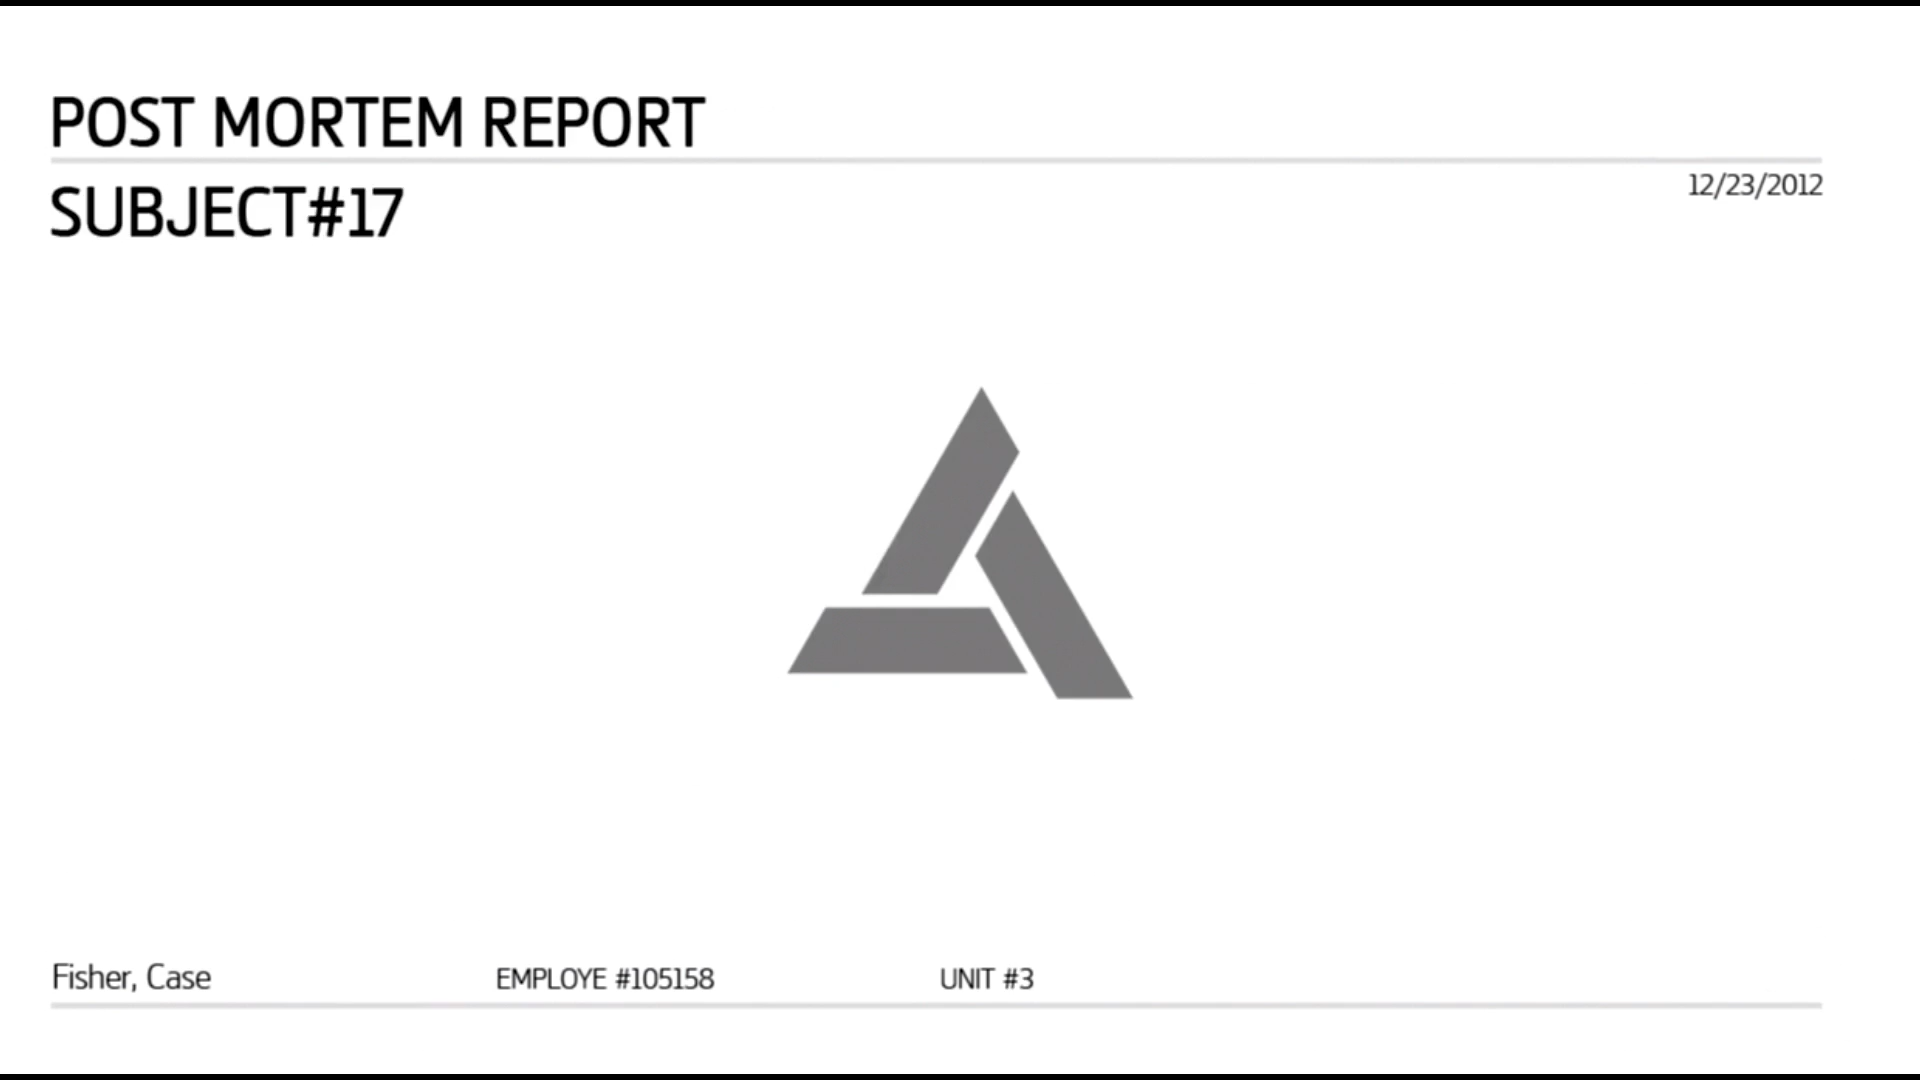 POST MORTEM REPORT
12/23/2012
SUBJECT#17
Fisher, Case
EMPLOYE #105158
UNIT #3